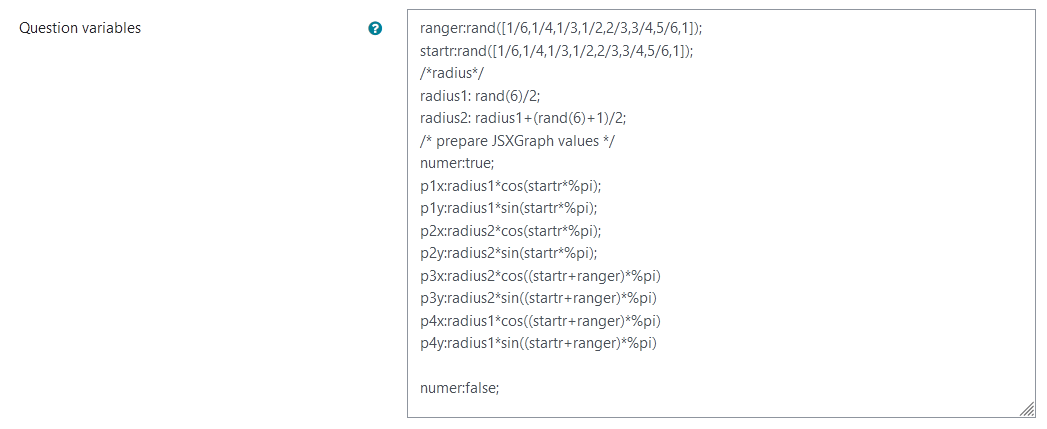 Question variables
?
ranger:rand([1/6,1/4,1/3,1/2,2/3,3/4,5/6,1]);
startr:rand([1/6,1/4,1/3,1/2,2/3,3/4,5/6,1]);
/*radius*/
radius1: rand(6)/2;
radius2: radius1+(rand(6)+1)/2;
/* prepare JSXGraph values */
numer:true;
p1x:radius1*cos(startr*%pi);
p1y:radius1*sin(startr*%pi);
p2x:radius2*cos(startr*%pi);
p2y:radius2*sin(startr*%pi);
p3x:radius2*cos((startr+ranger)*%pi)
p3y:radius2*sin((startr+ranger)*%pi)
p4x:radius1*cos((startr+ranger)*%pi)
p4y:radius1*sin((startr+ranger)*%pi)
numer:false;